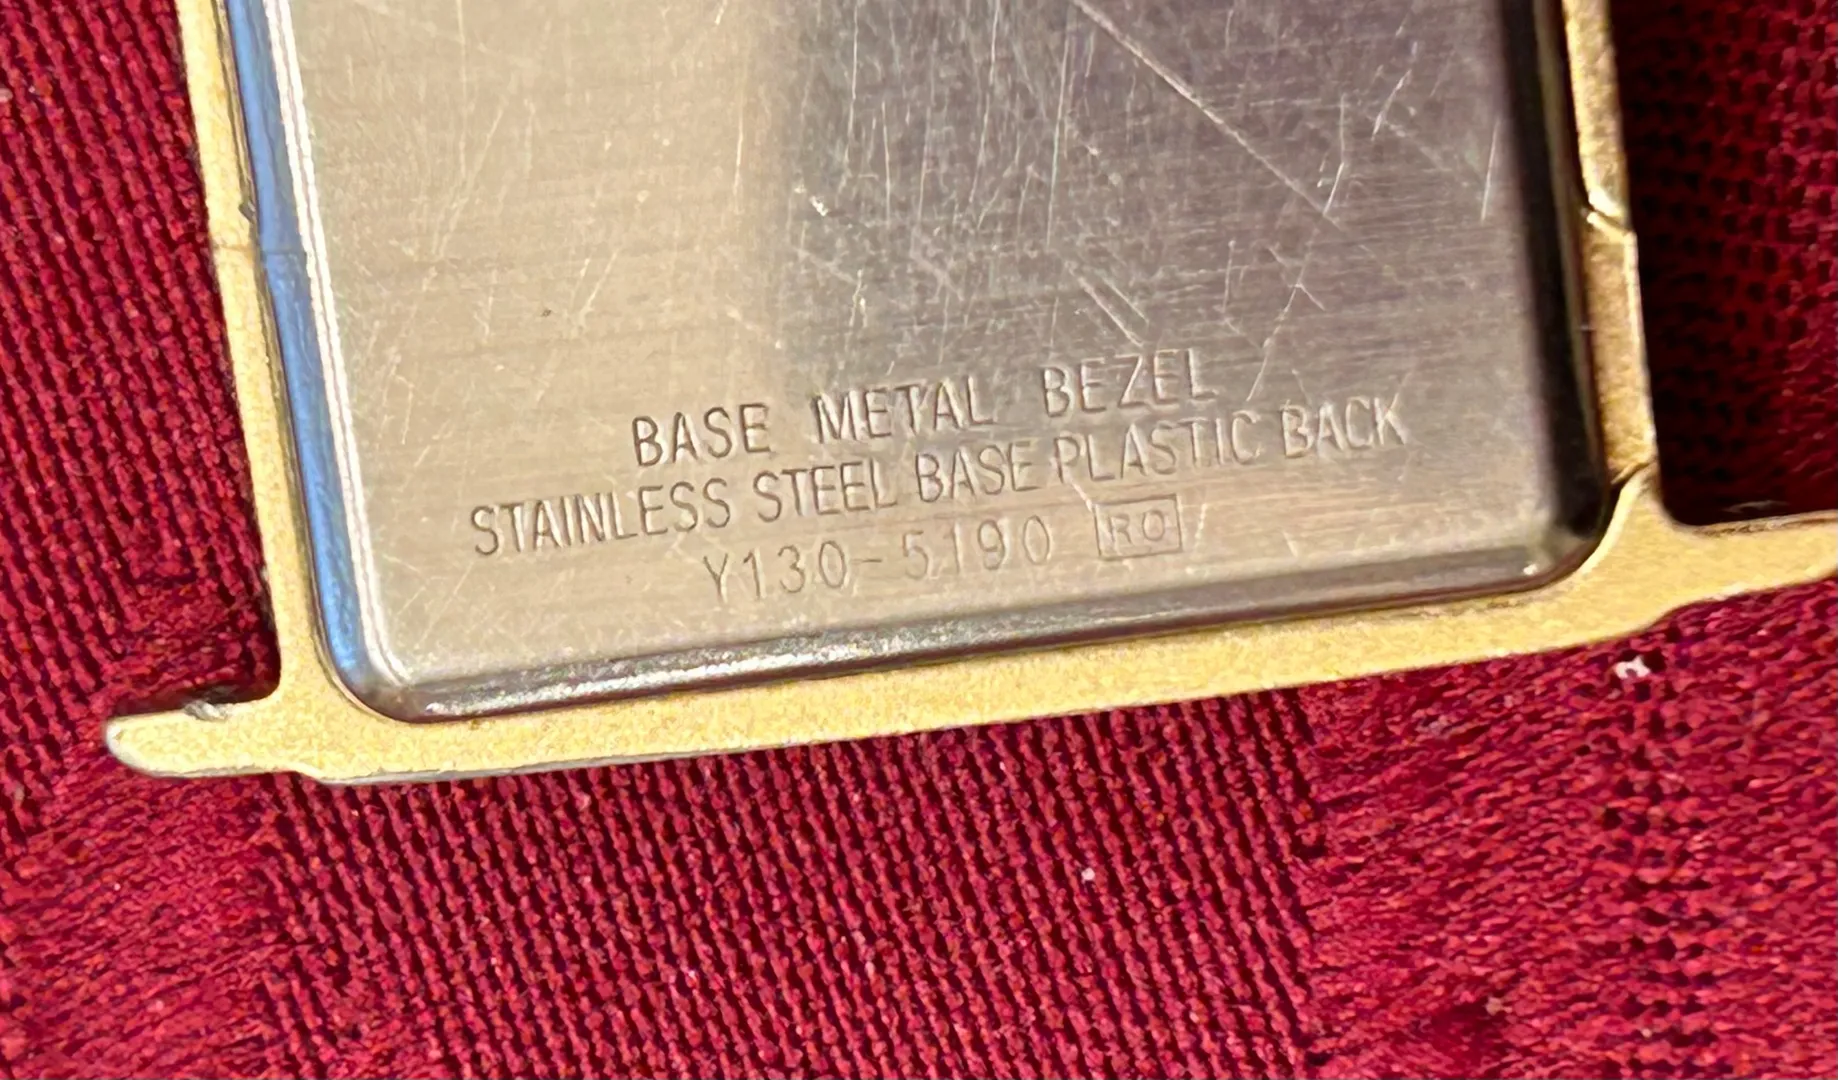 BASE METAL BEZEL
STAINLESS STEEL BASE PLASTIC BACK
Y130-5190 RO